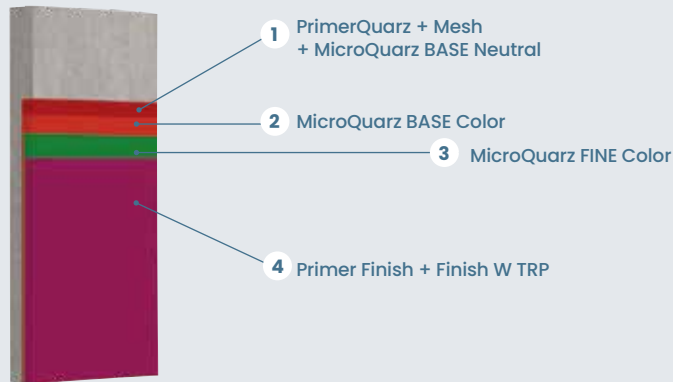 1 PrimerQuarz + Mesh
+ MicroQuarz BASE Neutral
2 MicroQuarz BASE Color
3 MicroQuarz FINE Color
4 Primer Finish + Finish W TRP